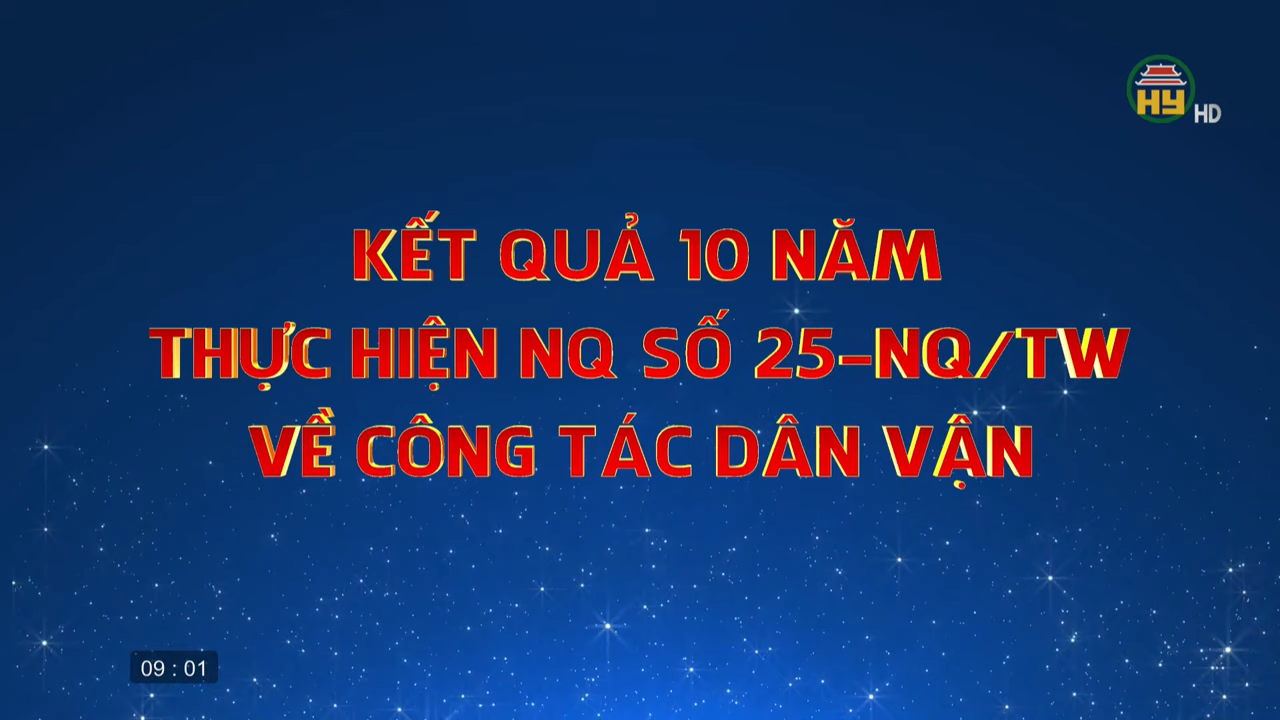 HY HD
KẾT QUẢ 10 NĂM
THỰC HIỆN NQ SỐ 25-NQ/TW
VỀ CÔNG TÁC DÂN VẬN
09 : 01